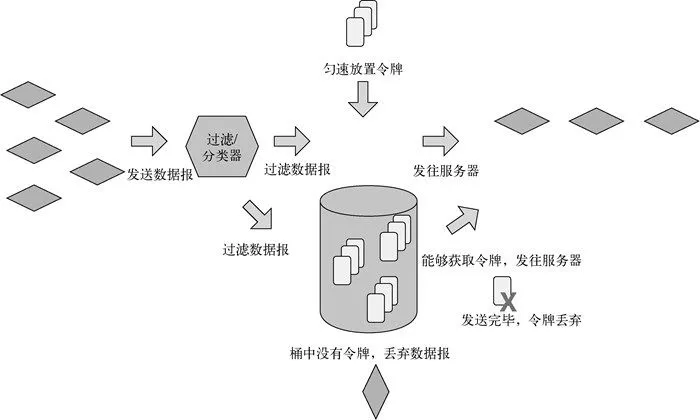 匀速放置令牌
过滤/
分类器
发送数据报
过滤数据报
发往服务器
过滤数据报
能够获取令牌，发往服务器
X
发送完毕，令牌丢弃
桶中没有令牌，丢弃数据报